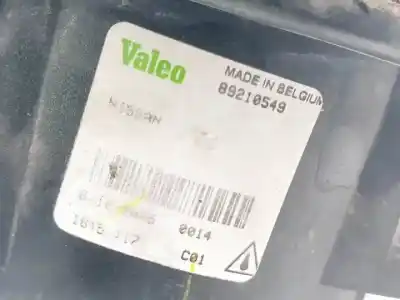 Valeo
MADE IN BELGIUM
89210549
NISSAN
0014
C01